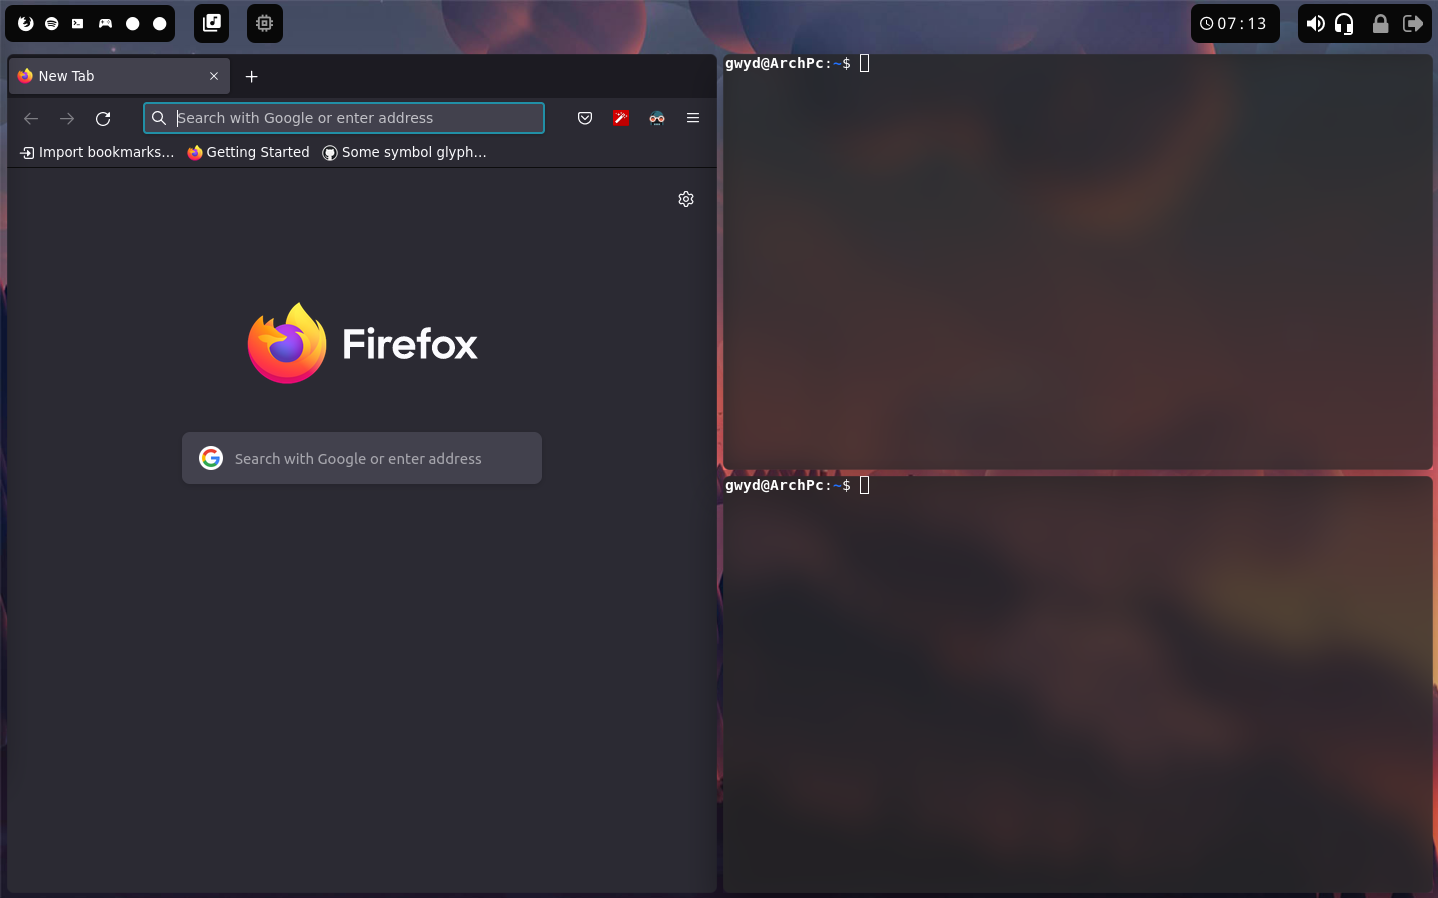 07:13
New Tab
Search with Google or enter address
Import bookmarks...
Getting Started
Some symbol glyph...
Firefox
Search with Google or enter address
gwyd@ArchPc:~$
gwyd@ArchPc:~$